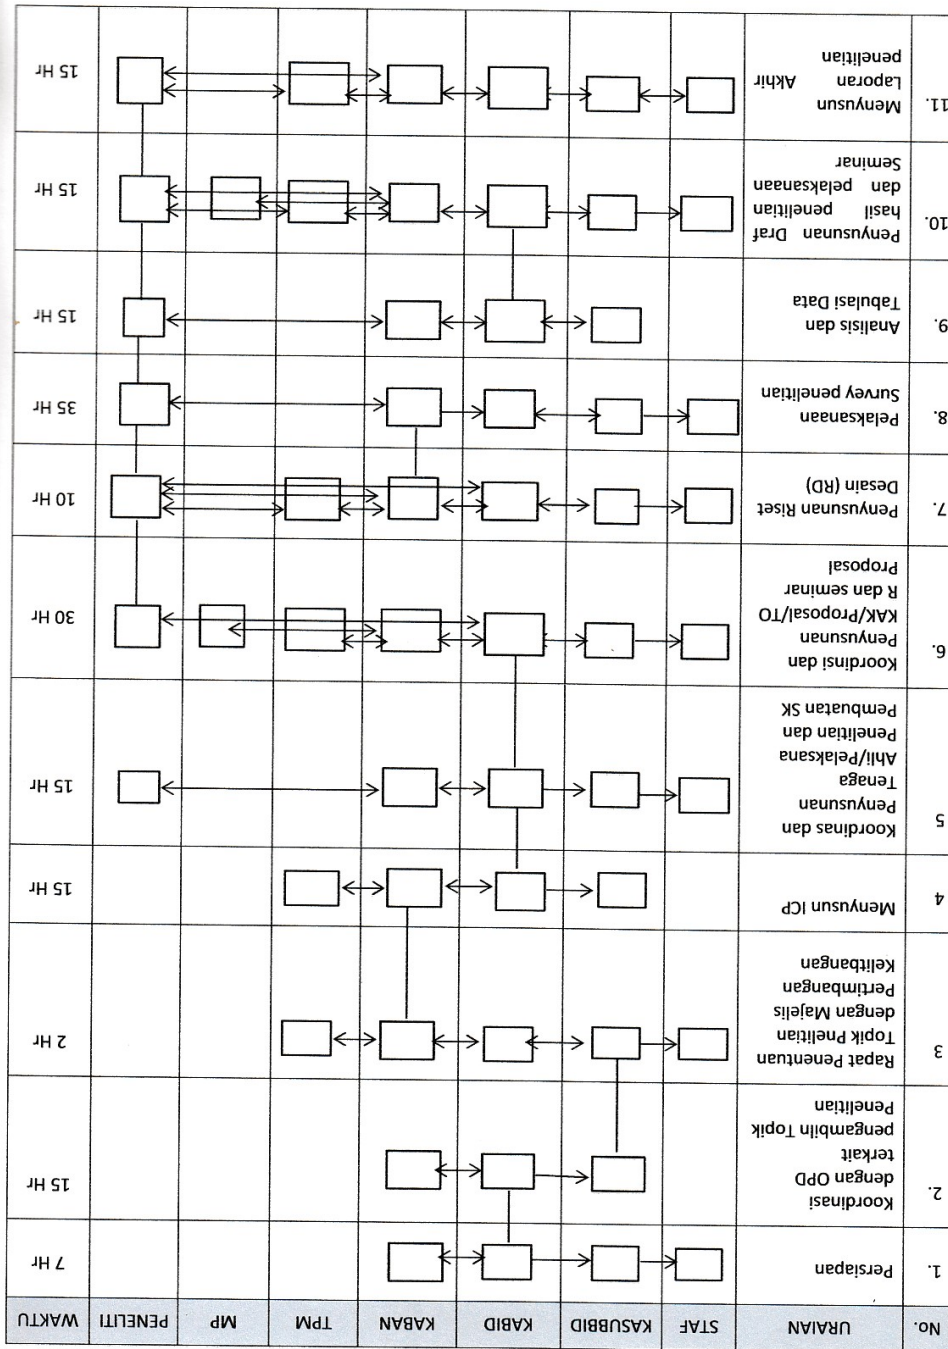 No. URAIAN STAF KASUBBID KABID KABAN TPM MP PENELITI WAKTU
1. Persiapan 7 Hr
2. Koordinasi
dengan OPD
terkait
pengambiln Topik
Penelitian
15 Hr
3 Rapat Penentuan
Topik Pnelitian
dengan Majelis
Pertimbangan
Kelitbangan
2 Hr
4 Menyusun ICP 15 Hr
5 Koordinas dan
Penyusunan
Tenaga
Ahli/Pelaksana
Penelitian dan
Pembuatan SK
15 Hr
6. Koordinsi dan
Penyusunan
KAK/Proposal/TO
R dan seminar
Proposal
30 Hr
7. Penyusunan Riset
Desain (RD)
10 Hr
8. Pelaksanaan
Survey penelitian
35 Hr
9. Analisis dan
Tabulasi Data
15 Hr
10. Penyusunan Draf
hasil penelitian
dan pelaksanaan
Seminar
15 Hr
11. Menyusun
Laporan Akhir
penelitian
15 Hr